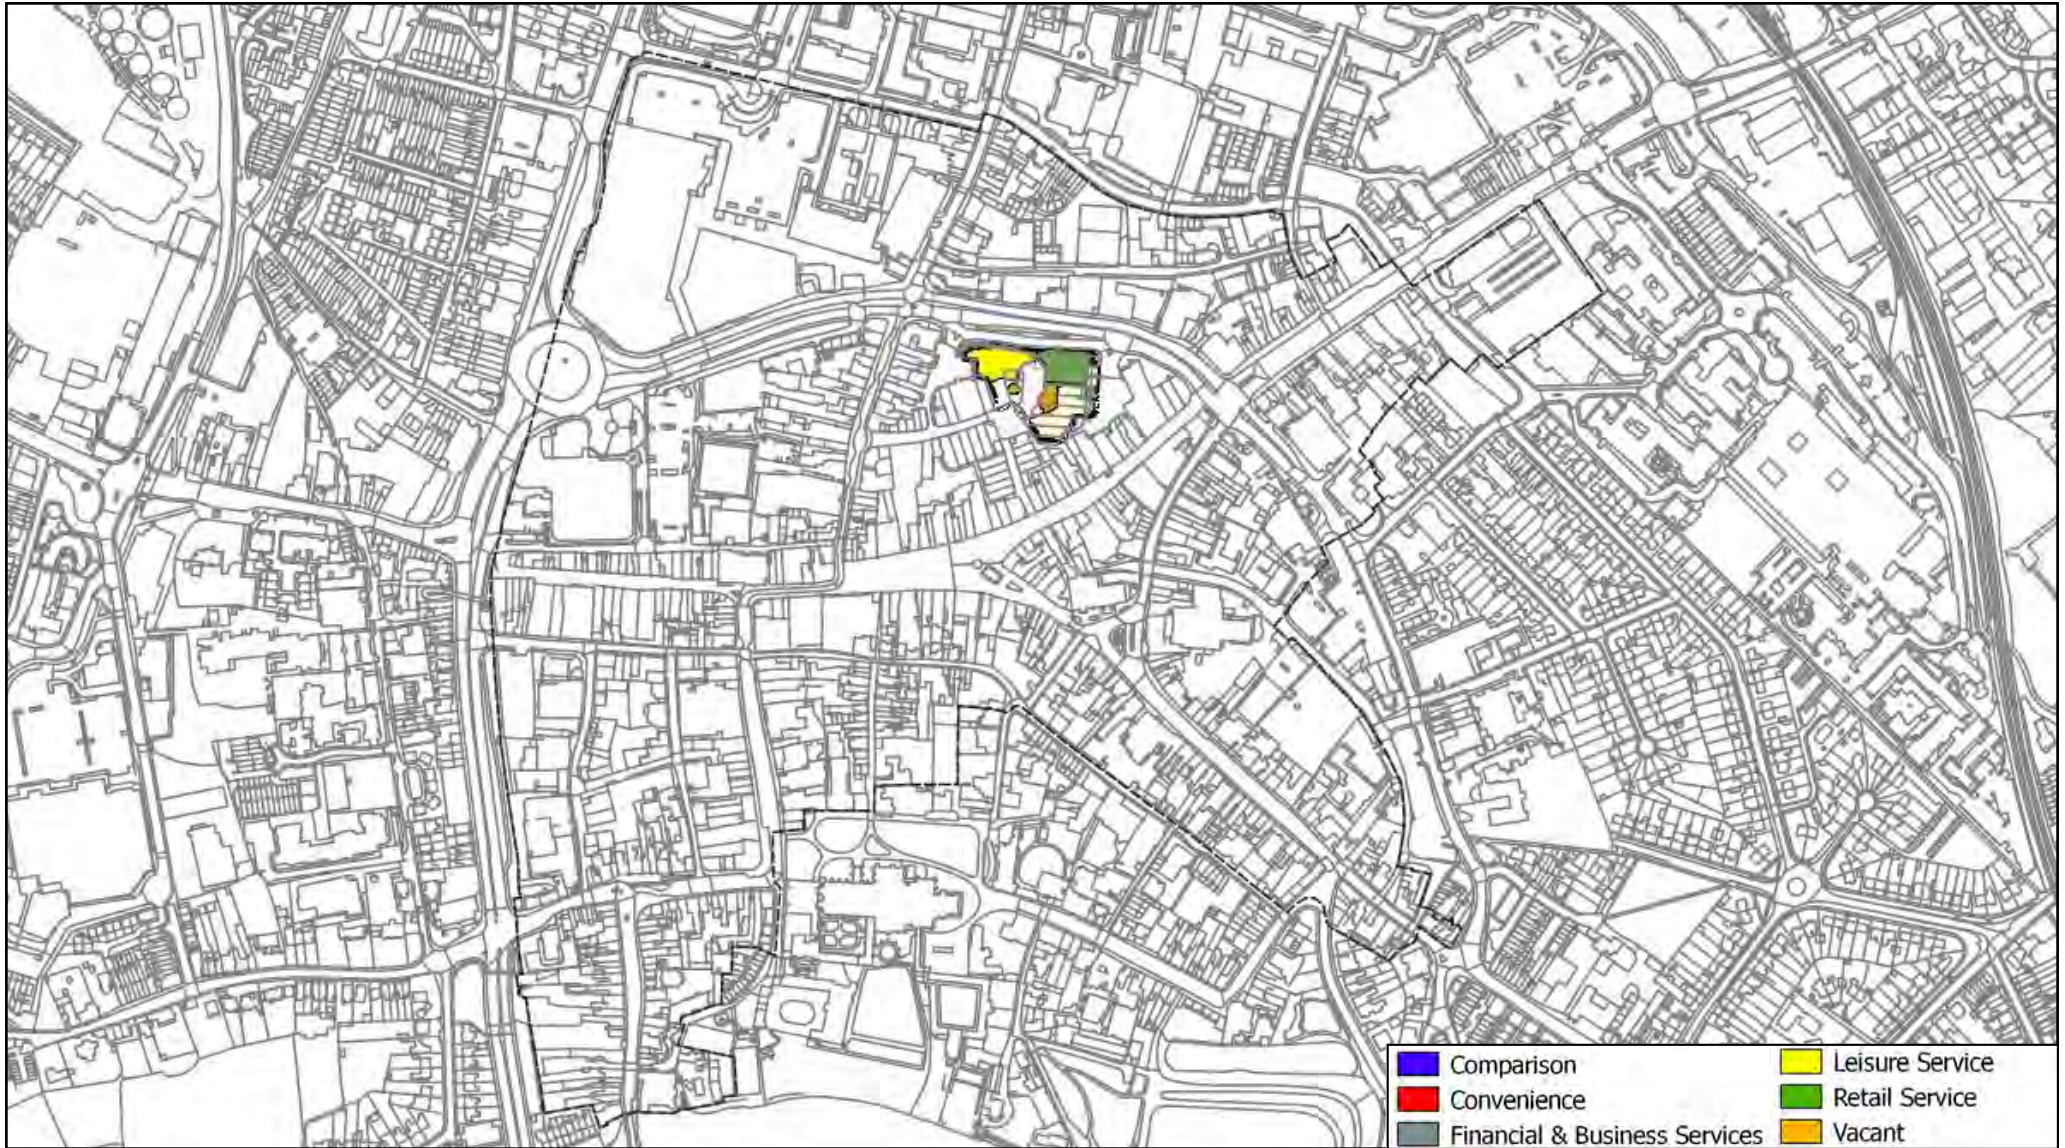 Comparison
Convenience
Financial & Business Services
Leisure Service
Retail Service
Vacant